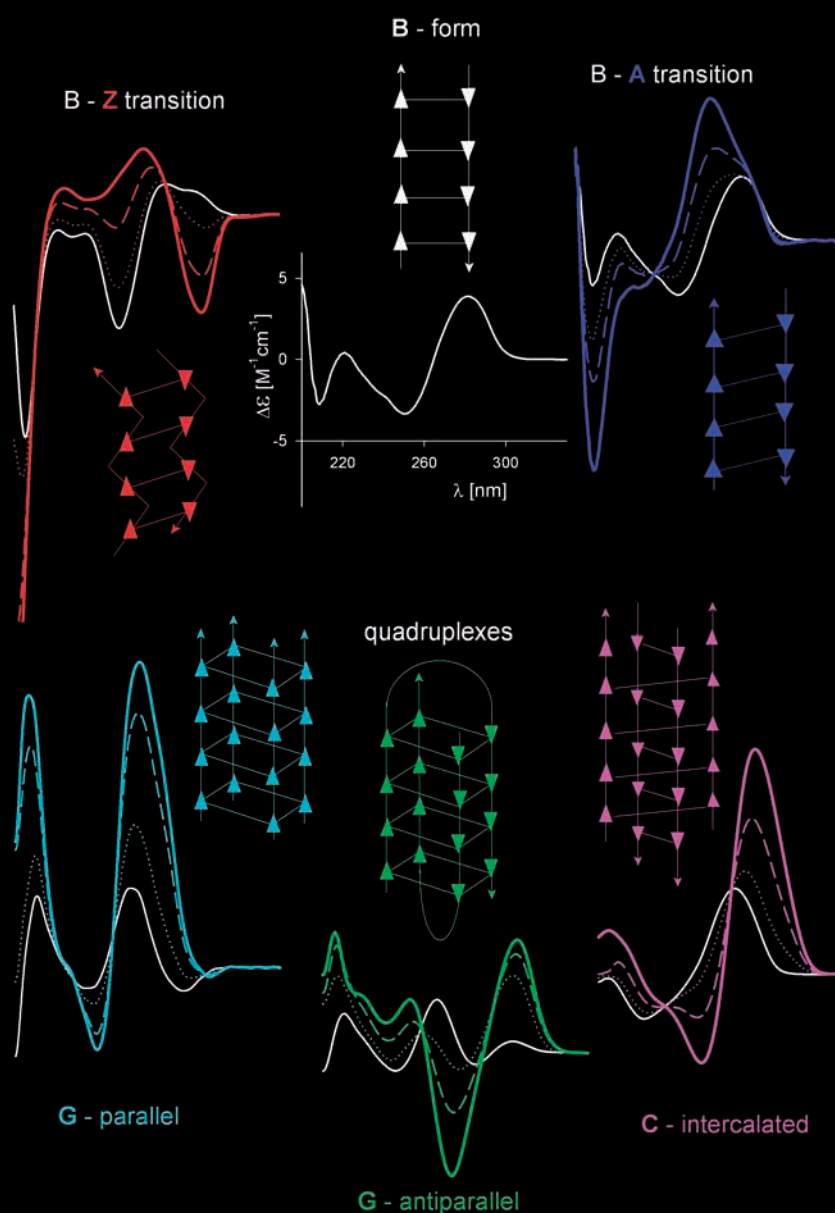 B - form
B - Z transition
B - A transition
5
0
-5
Δε [M⁻¹cm⁻¹]
220 260 300
λ [nm]
quadruplexes
G - parallel
C - intercalated
G - antiparallel